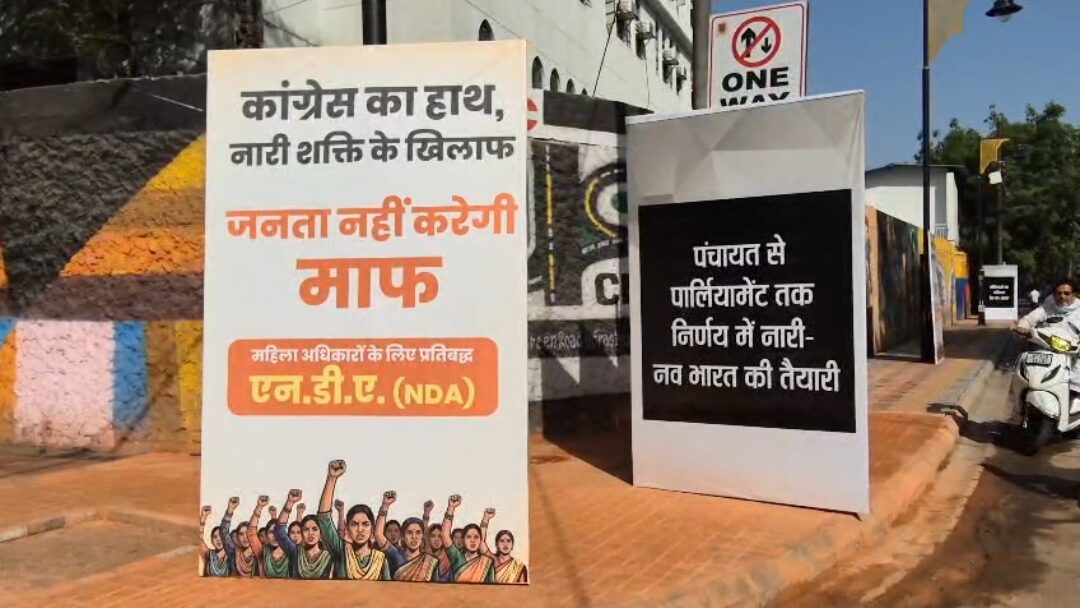 कांग्रेस का हाथ,
नारी शक्ति के खिलाफ
जनता नहीं करेगी
माफ
महिला अधिकारों के लिए प्रतिबद्ध
एन.डी.ए. (NDA)
ONE
WAY
पंचायत से
पार्लियामेंट तक
निर्णय में नारी-
नव भारत की तैयारी